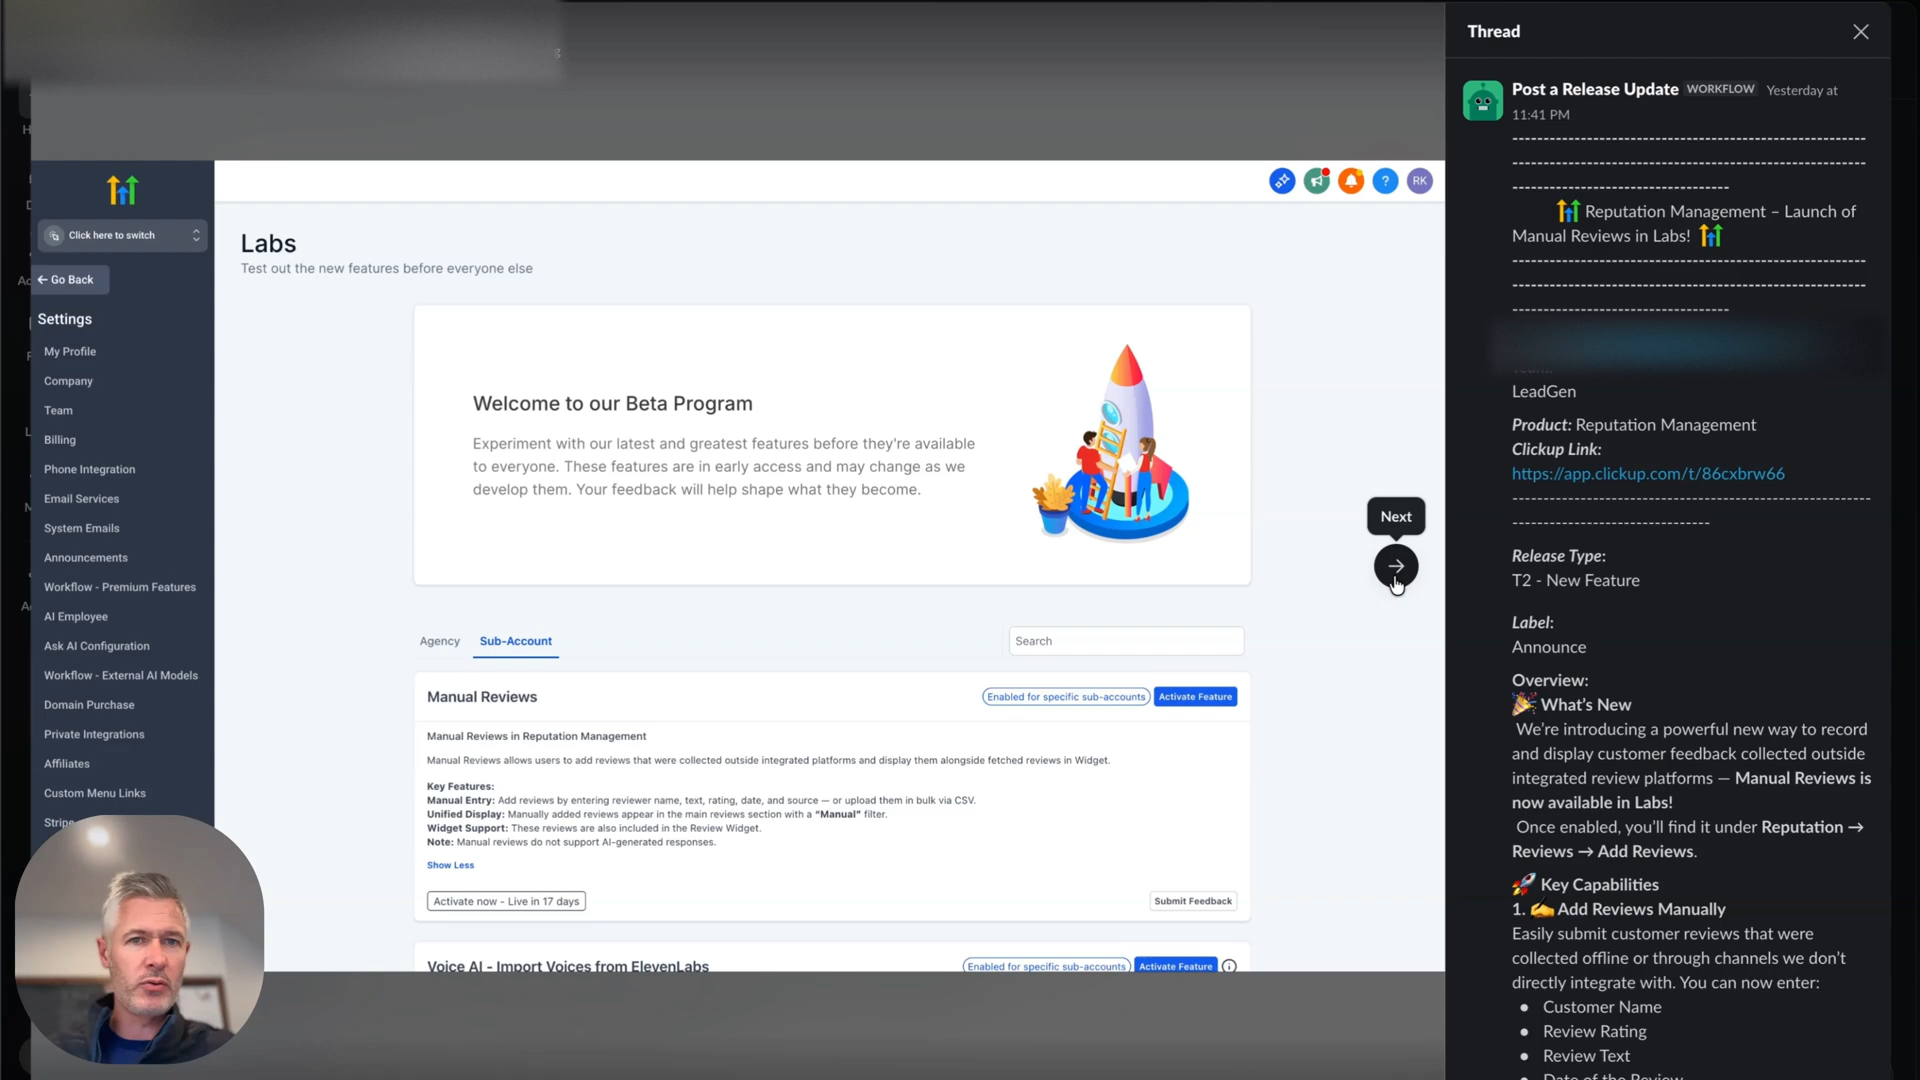 Click here to switch
Go Back
Settings
My Profile
Company
Team
Billing
Phone Integration
Email Services
System Emails
Announcements
Workflow - Premium Features
AI Employee
Ask AI Configuration
Workflow - External AI Models
Domain Purchase
Private Integrations
Affiliates
Custom Menu Links
Stripe
RK
Labs
Test out the new features before everyone else
Welcome to our Beta Program
Experiment with our latest and greatest features before they're available
to everyone. These features are in early access and may change as we
develop them. Your feedback will help shape what they become.
Next
Agency
Sub-Account
Search
Manual Reviews
Enabled for specific sub-accounts
Activate Feature
Manual Reviews in Reputation Management
Manual Reviews allows users to add reviews that were collected outside integrated platforms and display them alongside fetched reviews in Widget.
Key Features:
Manual Entry: Add reviews by entering reviewer name, text, rating, date, and source — or upload them in bulk via CSV.
Unified Display: Manually added reviews appear in the main reviews section with a “Manual” filter.
Widget Support: These reviews are also included in the Review Widget.
Note: Manual reviews do not support AI-generated responses.
Show Less
Activate now - Live in 17 days
Submit Feedback
Voice AI - Import Voices from ElevenLabs
Enabled for specific sub-accounts
Activate Feature
Thread
Post a Release Update WORKFLOW Yesterday at
11:41 PM
Reputation Management – Launch of
Manual Reviews in Labs!
LeadGen
Product: Reputation Management
Clickup Link:
https://app.clickup.com/t/86cxbrw66
Release Type:
T2 - New Feature
Label:
Announce
Overview:
🎉 What's New
We're introducing a powerful new way to record
and display customer feedback collected outside
integrated review platforms — Manual Reviews is
now available in Labs!
Once enabled, you'll find it under Reputation →
Reviews → Add Reviews.
🚀 Key Capabilities
1. ✍️ Add Reviews Manually
Easily submit customer reviews that were
collected offline or through channels we don't
directly integrate with. You can now enter:
• Customer Name
• Review Rating
• Review Text
• Date of the Review